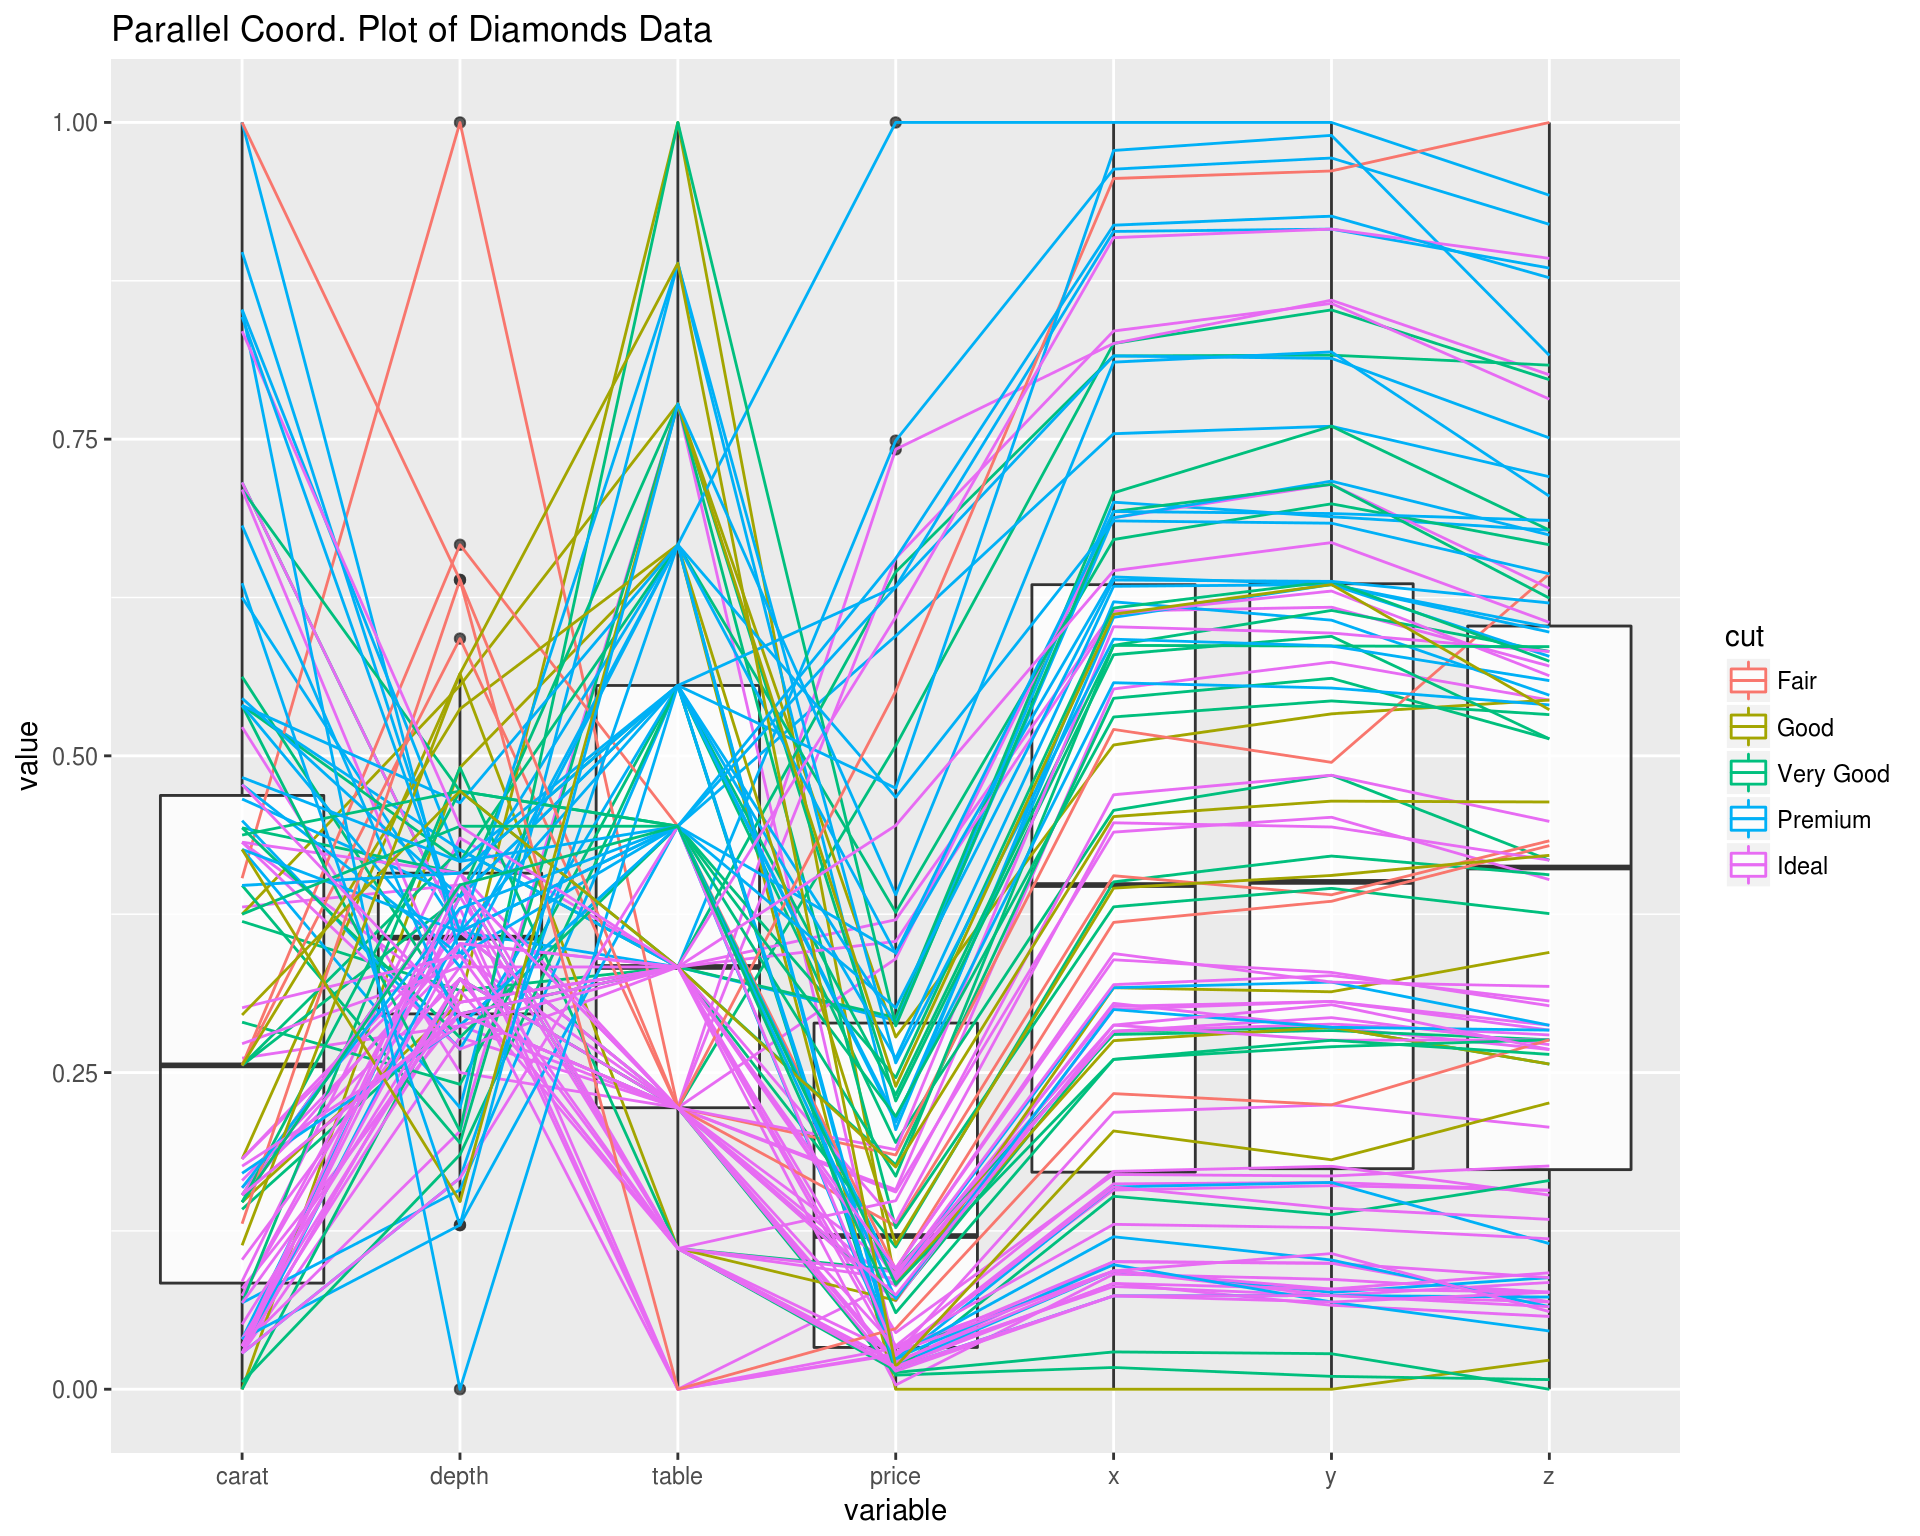 Parallel Coord. Plot of Diamonds Data
value
1.00
0.75
0.50
0.25
0.00
carat
depth
table
price
x
y
z
variable
cut
Fair
Good
Very Good
Premium
Ideal